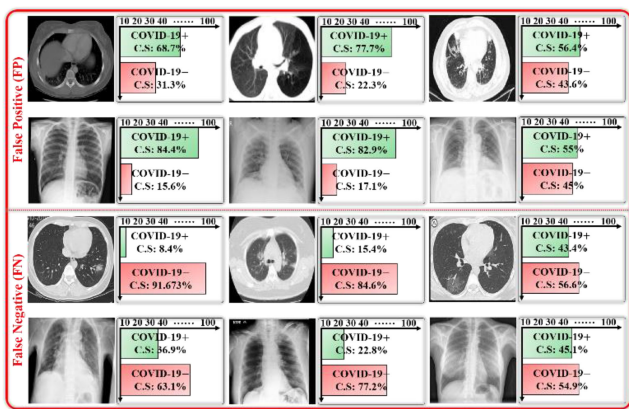 False Positive (FP)
10 20 30 40 ...... 100
COVID-19+
C.S: 68.7%
COVID-19−
C.S: 31.3%
10 20 30 40 ...... 100
COVID-19+
C.S: 77.7%
COVID-19−
C.S: 22.3%
10 20 30 40 ...... 100
COVID-19+
C.S: 56.4%
COVID-19−
C.S: 43.6%
10 20 30 40 ...... 100
COVID-19+
C.S: 84.4%
COVID-19−
C.S: 15.6%
10 20 30 40 ...... 100
COVID-19+
C.S: 82.9%
COVID-19−
C.S: 17.1%
10 20 30 40 ...... 100
COVID-19+
C.S: 55%
COVID-19−
C.S: 45%
False Negative (FN)
10 20 30 40 ...... 100
COVID-19+
C.S: 8.4%
COVID-19−
C.S: 91.673%
10 20 30 40 ...... 100
COVID-19+
C.S: 15.4%
COVID-19−
C.S: 84.6%
10 20 30 40 ...... 100
COVID-19+
C.S: 43.4%
COVID-19−
C.S: 56.6%
10 20 30 40 ...... 100
COVID-19+
C.S: 36.9%
COVID-19−
C.S: 63.1%
10 20 30 40 ...... 100
COVID-19+
C.S: 22.8%
COVID-19−
C.S: 77.2%
10 20 30 40 ...... 100
COVID-19+
C.S: 45.1%
COVID-19−
C.S: 54.9%